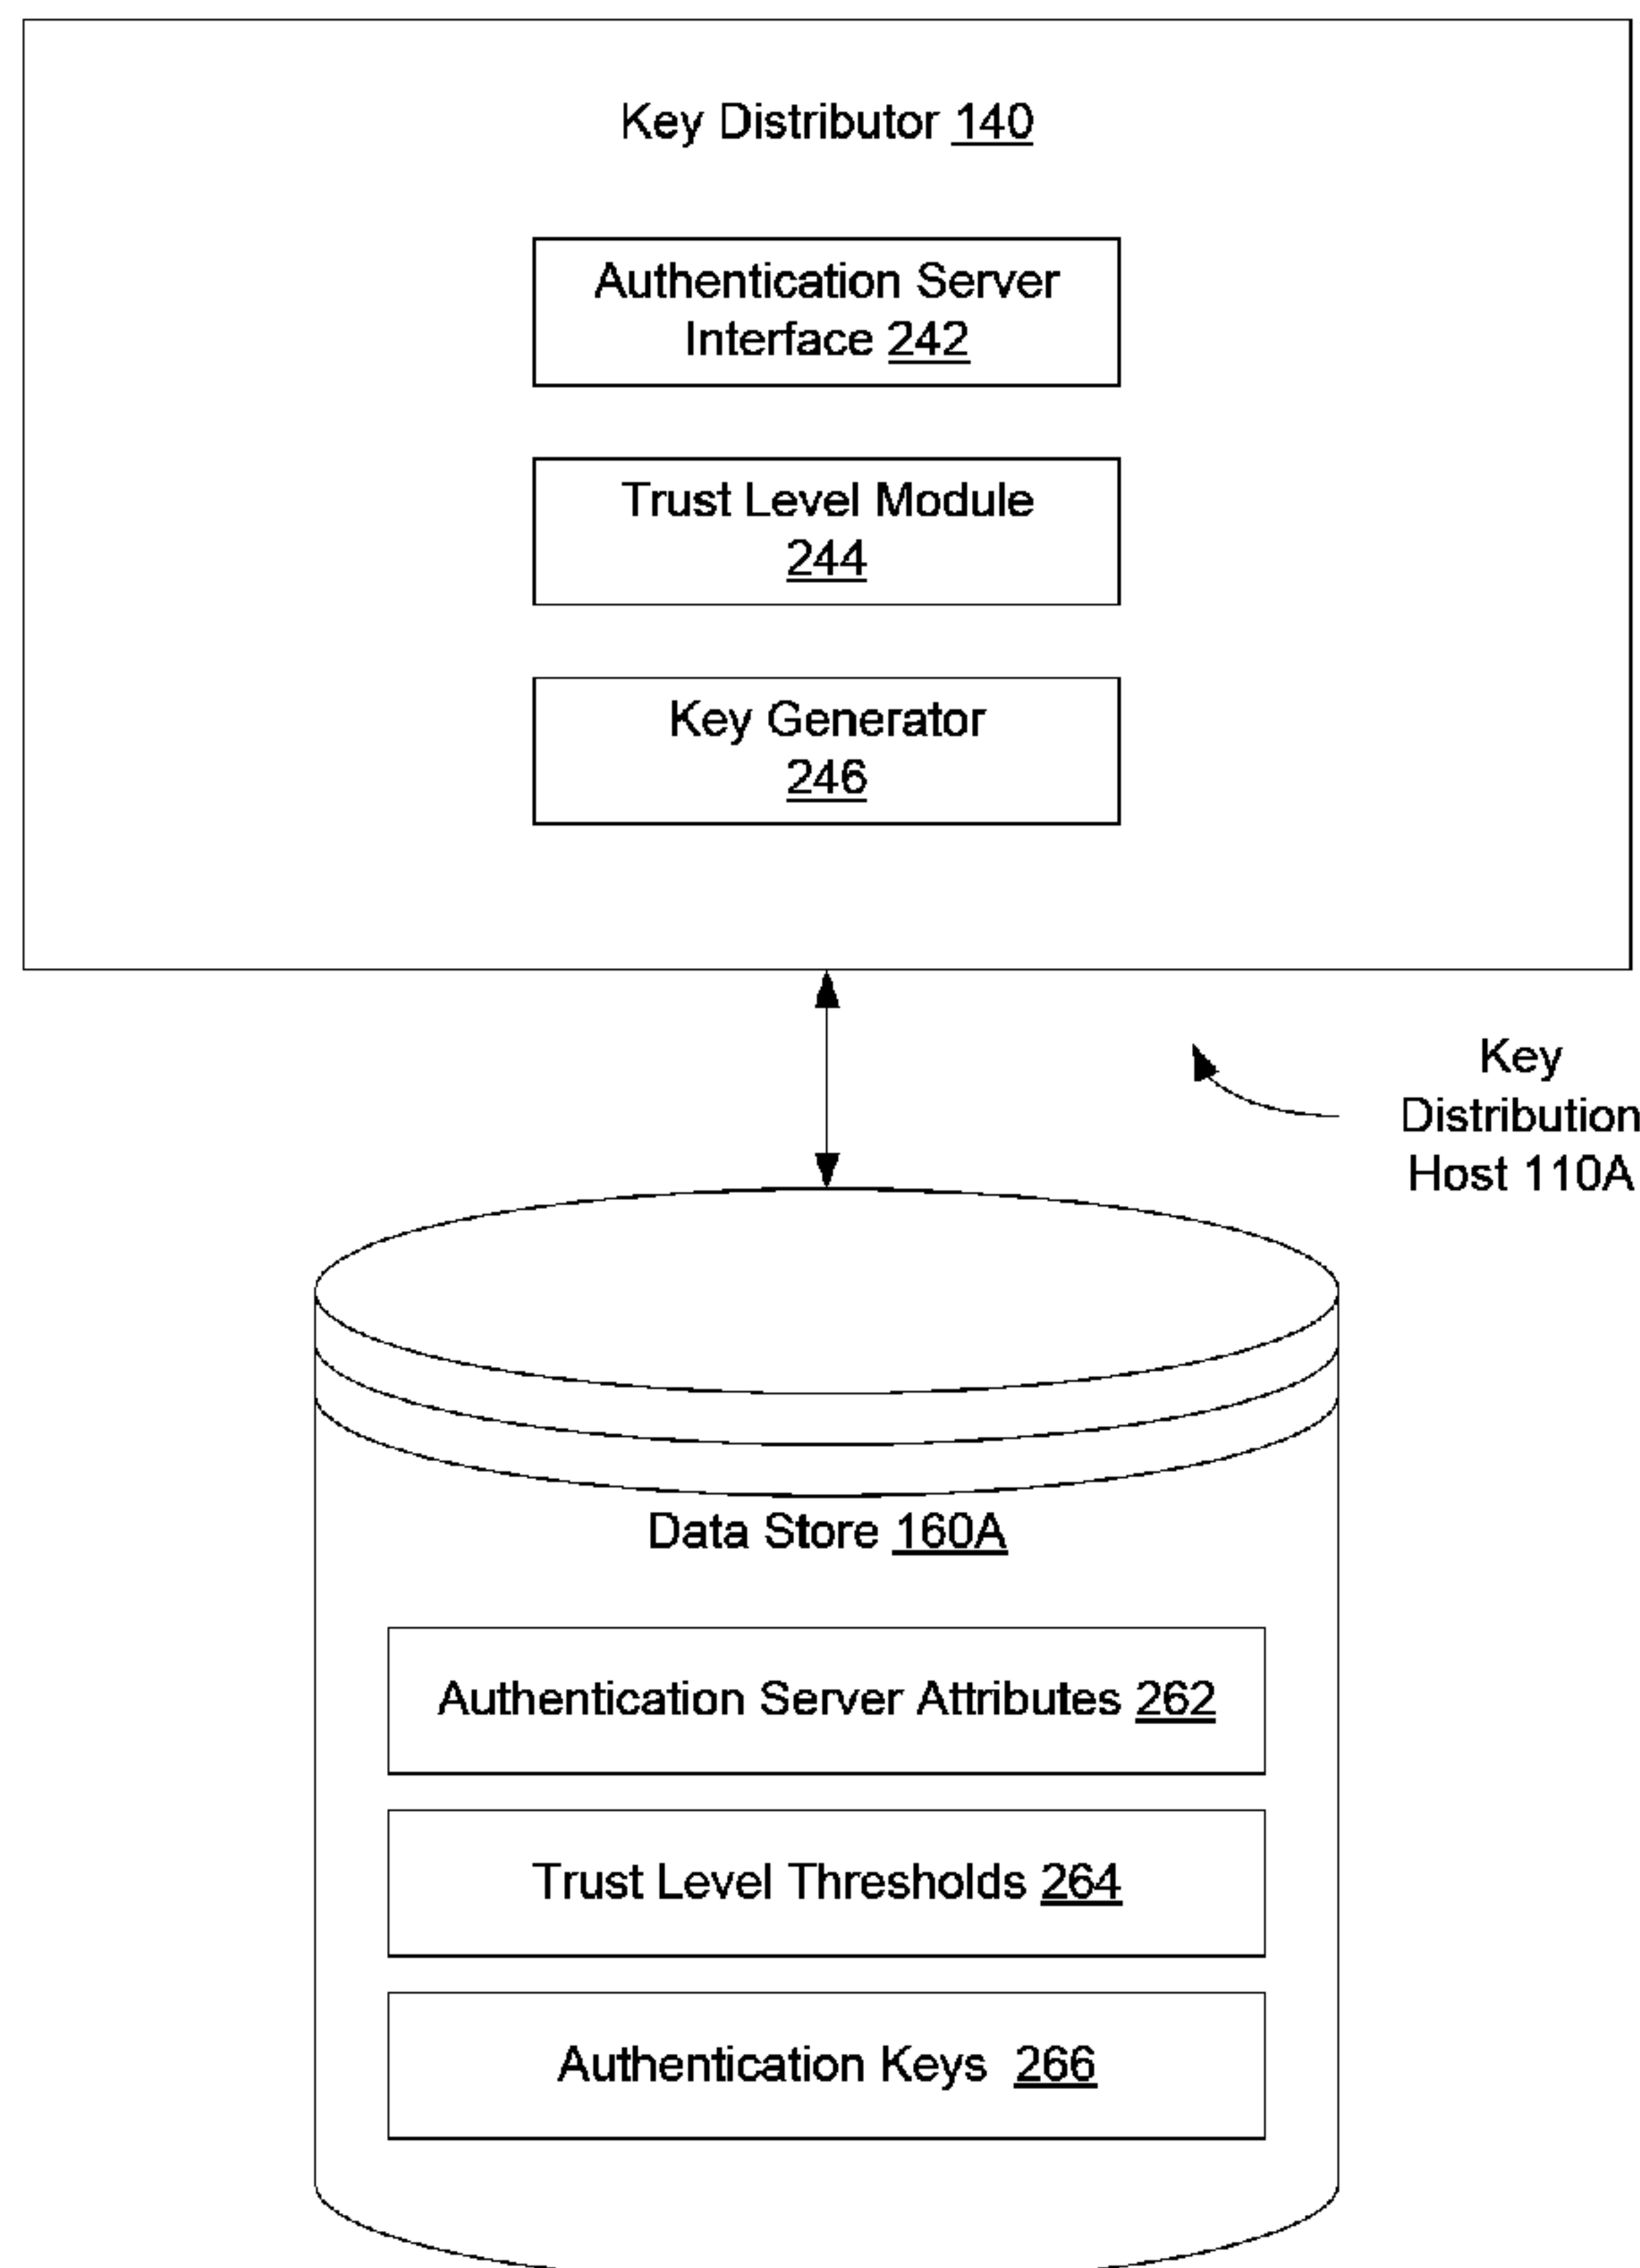 Key Distributor 140
Authentication Server
Interface 242
Trust Level Module
244
Key Generator
246
Key
Distribution
Host 110A
Data Store 160A
Authentication Server Attributes 262
Trust Level Thresholds 264
Authentication Keys 266